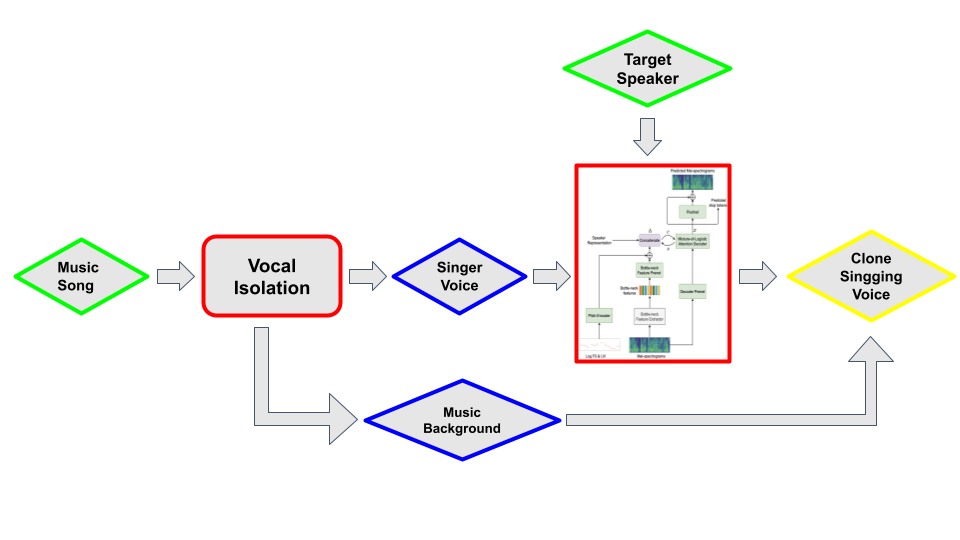 Target
Speaker
Predicted Mel-spectrograms
Predicted
stop tokens
Postnet
Speaker
Representation
Concatenate
Mixture-of-Logistic
Attention Decoder
Bottle-neck
Feature Prenet
Bottle-neck
features
Decoder Prenet
Pitch Encoder
Bottle-neck
Feature Extractor
Log F0 & UV
Mel-spectrograms
Music
Song
Vocal
Isolation
Singer
Voice
Clone
Singging
Voice
Music
Background